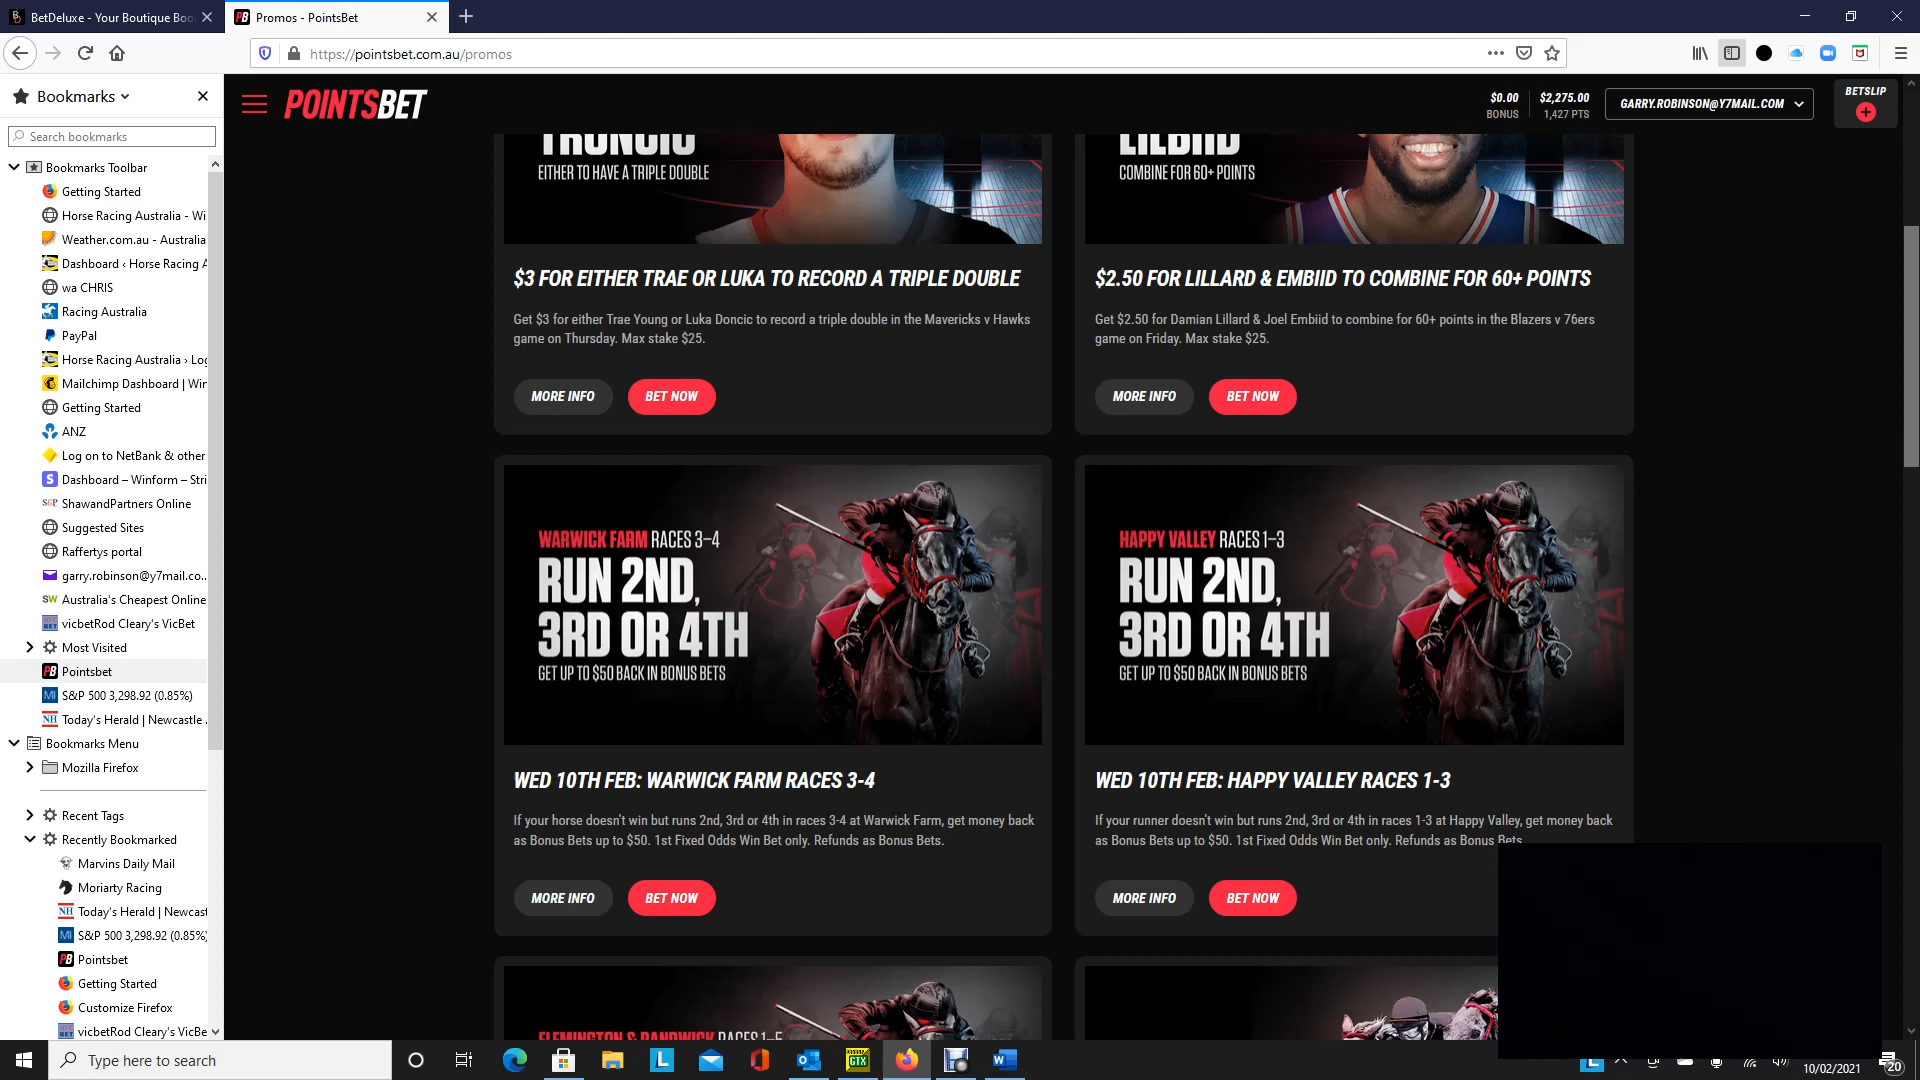 BetDeluxe - Your Boutique Boo
Promos - PointsBet
https://pointsbet.com.au/promos
Bookmarks
Search bookmarks
Bookmarks Toolbar
Getting Started
Horse Racing Australia - Wi
Weather.com.au - Australia
Dashboard ‹ Horse Racing A
wa CHRIS
Racing Australia
PayPal
Horse Racing Australia › Log
Mailchimp Dashboard | Win
Getting Started
ANZ
Log on to NetBank & other
Dashboard – Winform – Stri
ShawandPartners Online
Suggested Sites
Raffertys portal
garry.robinson@y7mail.co...
Australia's Cheapest Online
vicbetRod Cleary's VicBet
Most Visited
Pointsbet
S&P 500 3,298.92 (0.85%)
Today's Herald | Newcastle .
Bookmarks Menu
Mozilla Firefox
Recent Tags
Recently Bookmarked
Marvins Daily Mail
Moriarty Racing
Today's Herald | Newcast
S&P 500 3,298.92 (0.85%)
Pointsbet
Getting Started
Customize Firefox
vicbetRod Cleary's VicBe
POINTSBET
$0.00
BONUS
$2,275.00
1,427 PTS
GARRY.ROBINSON@Y7MAIL.COM
BETSLIP
EITHER TO HAVE A TRIPLE DOUBLE
$3 FOR EITHER TRAE OR LUKA TO RECORD A TRIPLE DOUBLE
Get $3 for either Trae Young or Luka Doncic to record a triple double in the Mavericks v Hawks
game on Thursday. Max stake $25.
MORE INFO
BET NOW
COMBINE FOR 60+ POINTS
$2.50 FOR LILLARD & EMBIID TO COMBINE FOR 60+ POINTS
Get $2.50 for Damian Lillard & Joel Embiid to combine for 60+ points in the Blazers v 76ers
game on Friday. Max stake $25.
MORE INFO
BET NOW
WARWICK FARM RACES 3–4
RUN 2ND,
3RD OR 4TH
GET UP TO $50 BACK IN BONUS BETS
WED 10TH FEB: WARWICK FARM RACES 3-4
If your horse doesn't win but runs 2nd, 3rd or 4th in races 3-4 at Warwick Farm, get money back
as Bonus Bets up to $50. 1st Fixed Odds Win Bet only. Refunds as Bonus Bets.
MORE INFO
BET NOW
HAPPY VALLEY RACES 1–3
RUN 2ND,
3RD OR 4TH
GET UP TO $50 BACK IN BONUS BETS
WED 10TH FEB: HAPPY VALLEY RACES 1-3
If your runner doesn't win but runs 2nd, 3rd or 4th in races 1-3 at Happy Valley, get money back
as Bonus Bets up to $50. 1st Fixed Odds Win Bet only. Refunds as Bonus Bets.
MORE INFO
BET NOW
FLEMINGTON & RANDWICK RACES 1–5
Type here to search
10/02/2021
20